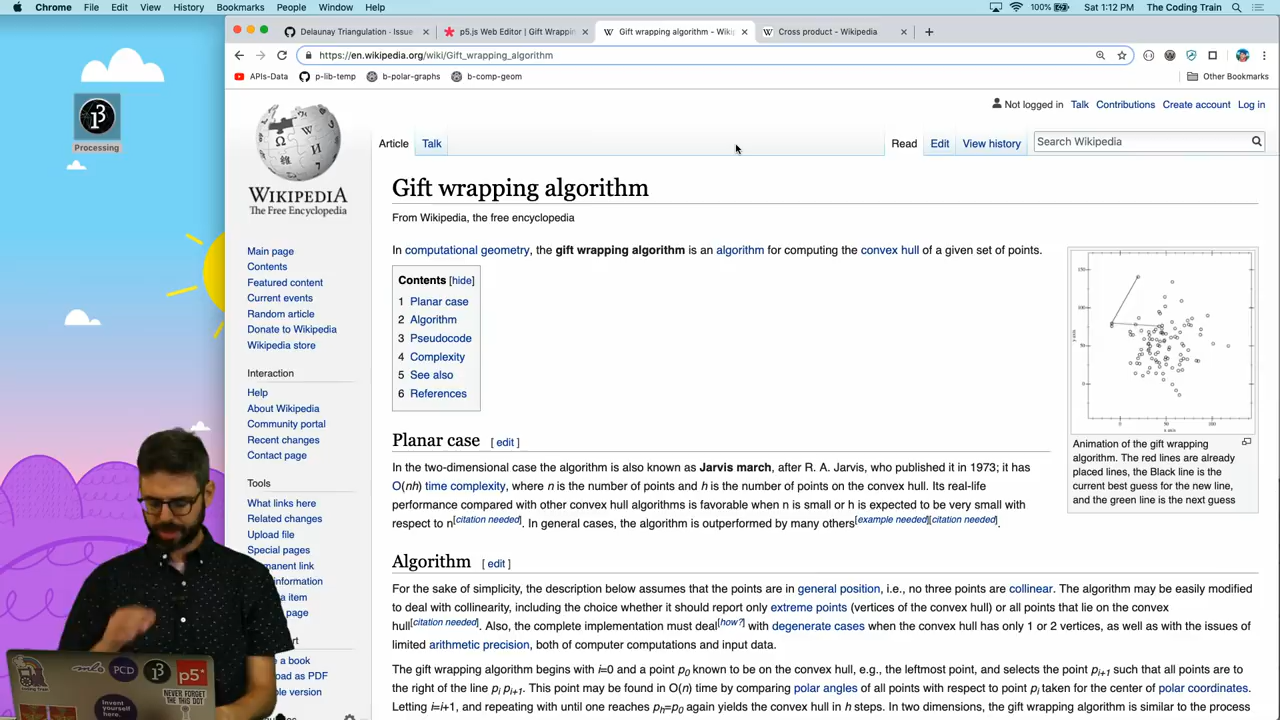 Chrome File Edit View History Bookmarks People Window Help 100% Sat 1:12 PM The Coding Train
Delaunay Triangulation · Issue × p5.js Web Editor | Gift Wrappin × Gift wrapping algorithm - Wiki × Cross product - Wikipedia ×
https://en.wikipedia.org/wiki/Gift_wrapping_algorithm
APIs-Data p-lib-temp b-polar-graphs b-comp-geom Other Bookmarks
Processing
WIKIPEDIA
The Free Encyclopedia
Not logged in Talk Contributions Create account Log in
Article Talk Read Edit View history Search Wikipedia
Gift wrapping algorithm
From Wikipedia, the free encyclopedia
In computational geometry, the gift wrapping algorithm is an algorithm for computing the convex hull of a given set of points.
Contents [hide]
1 Planar case
2 Algorithm
3 Pseudocode
4 Complexity
5 See also
6 References
Animation of the gift wrapping
algorithm. The red lines are already
placed lines, the Black line is the
current best guess for the new line,
and the green line is the next guess
Main page
Contents
Featured content
Current events
Random article
Donate to Wikipedia
Wikipedia store
Interaction
Help
About Wikipedia
Community portal
Recent changes
Contact page
Tools
What links here
Related changes
Upload file
Special pages
manent link
information
a item
page
rt
e a book
oad as PDF
ble version
Planar case [ edit ]
In the two-dimensional case the algorithm is also known as Jarvis march, after R. A. Jarvis, who published it in 1973; it has
O(nh) time complexity, where n is the number of points and h is the number of points on the convex hull. Its real-life
performance compared with other convex hull algorithms is favorable when n is small or h is expected to be very small with
respect to n[citation needed]. In general cases, the algorithm is outperformed by many others[example needed][citation needed].
Algorithm [ edit ]
For the sake of simplicity, the description below assumes that the points are in general position, i.e., no three points are collinear. The algorithm may be easily modified
to deal with collinearity, including the choice whether it should report only extreme points (vertices of the convex hull) or all points that lie on the convex
hull[citation needed]. Also, the complete implementation must deal[how?] with degenerate cases when the convex hull has only 1 or 2 vertices, as well as with the issues of
limited arithmetic precision, both of computer computations and input data.
The gift wrapping algorithm begins with i=0 and a point p0 known to be on the convex hull, e.g., the leftmost point, and selects the point pi+1 such that all points are to
the right of the line pi pi+1. This point may be found in O(n) time by comparing polar angles of all points with respect to point pi taken for the center of polar coordinates.
Letting i=i+1, and repeating with until one reaches ph=p0 again yields the convex hull in h steps. In two dimensions, the gift wrapping algorithm is similar to the process
PCD
p5*
NEVER
FORGET
THE THIS DOT
Invent
yourself
here.